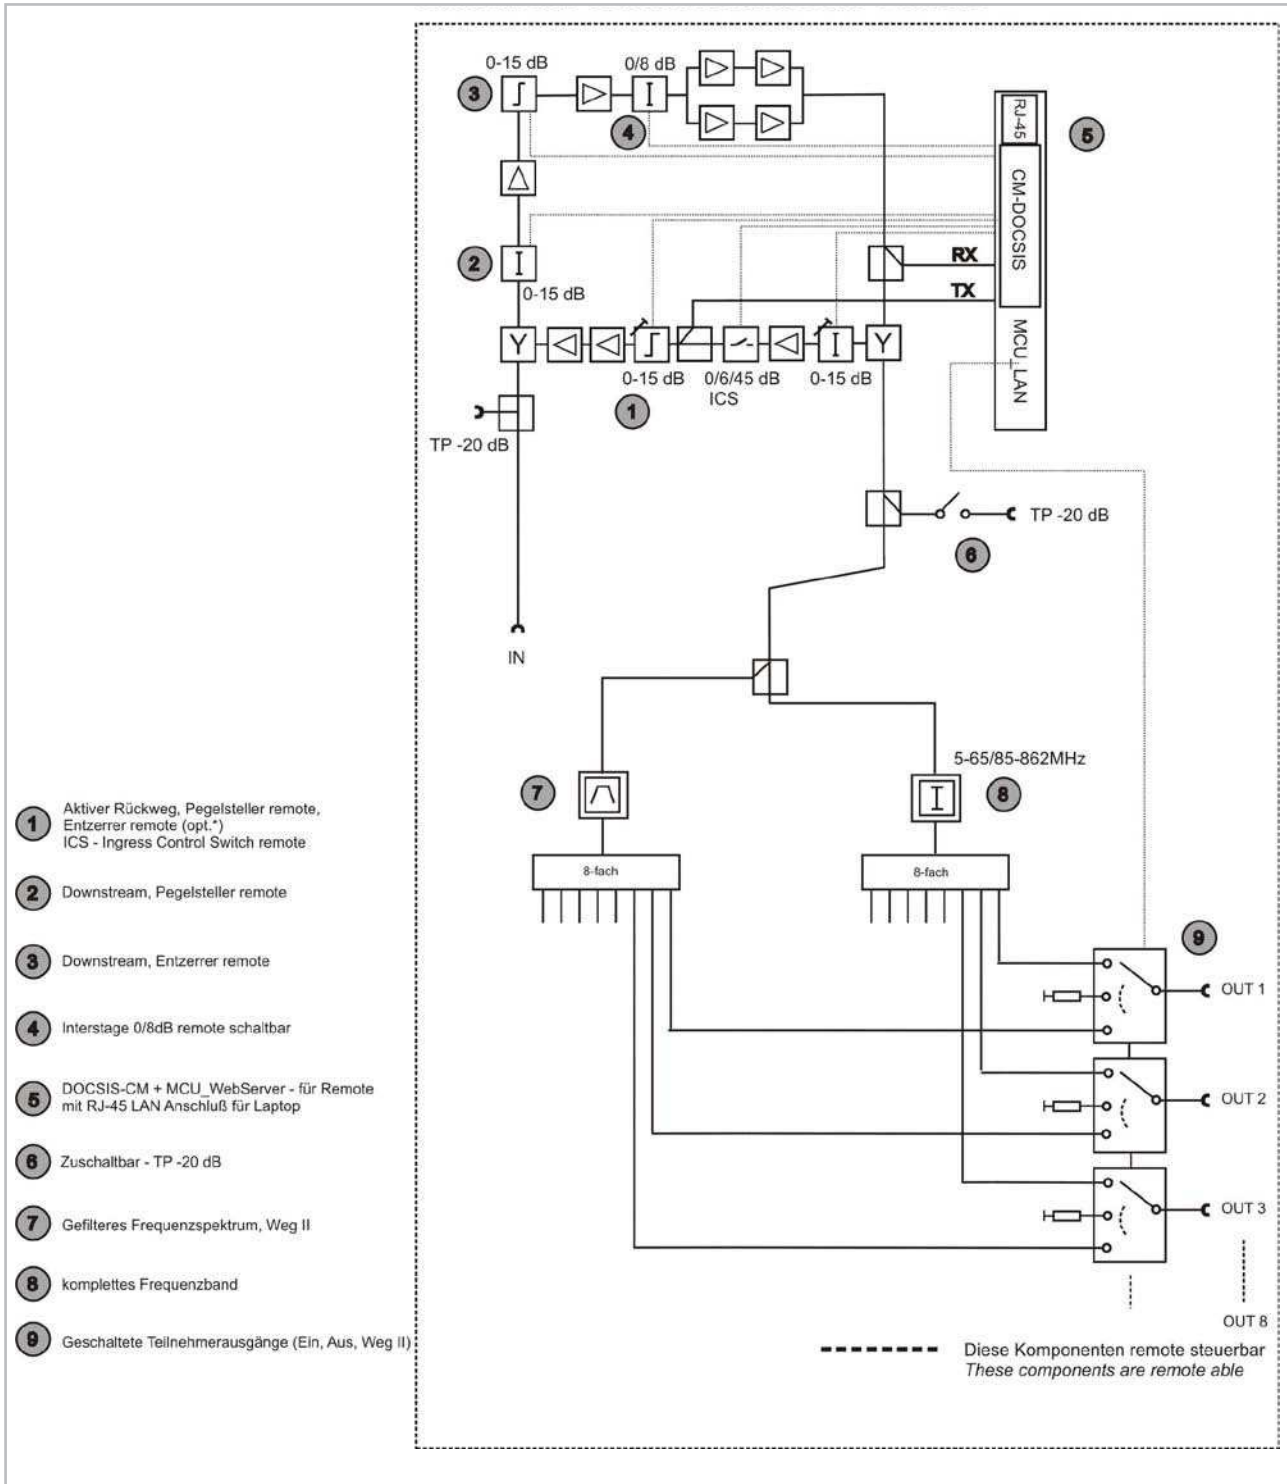 0-15 dB
0/8 dB
3
4
RJ-45
5
CM-DOCSIS
MCU_LAN
2
0-15 dB
RX
TX
Y
Y
0-15 dB
0/6/45 dB
ICS
0-15 dB
1
TP -20 dB
TP -20 dB
6
IN
5-65/85-862MHz
7
8
8-fach
8-fach
9
OUT 1
OUT 2
OUT 3
OUT 8
Diese Komponenten remote steuerbar
These components are remote able
1
Aktiver Rückweg, Pegelsteller remote,
Entzerrer remote (opt.*)
ICS - Ingress Control Switch remote
2
Downstream, Pegelsteller remote
3
Downstream, Entzerrer remote
4
Interstage 0/8dB remote schaltbar
5
DOCSIS-CM + MCU_WebServer - für Remote
mit RJ-45 LAN Anschluß für Laptop
6
Zuschaltbar - TP -20 dB
7
Gefilteres Frequenzspektrum, Weg II
8
komplettes Frequenzband
9
Geschaltete Teilnehmerausgänge (Ein, Aus, Weg II)